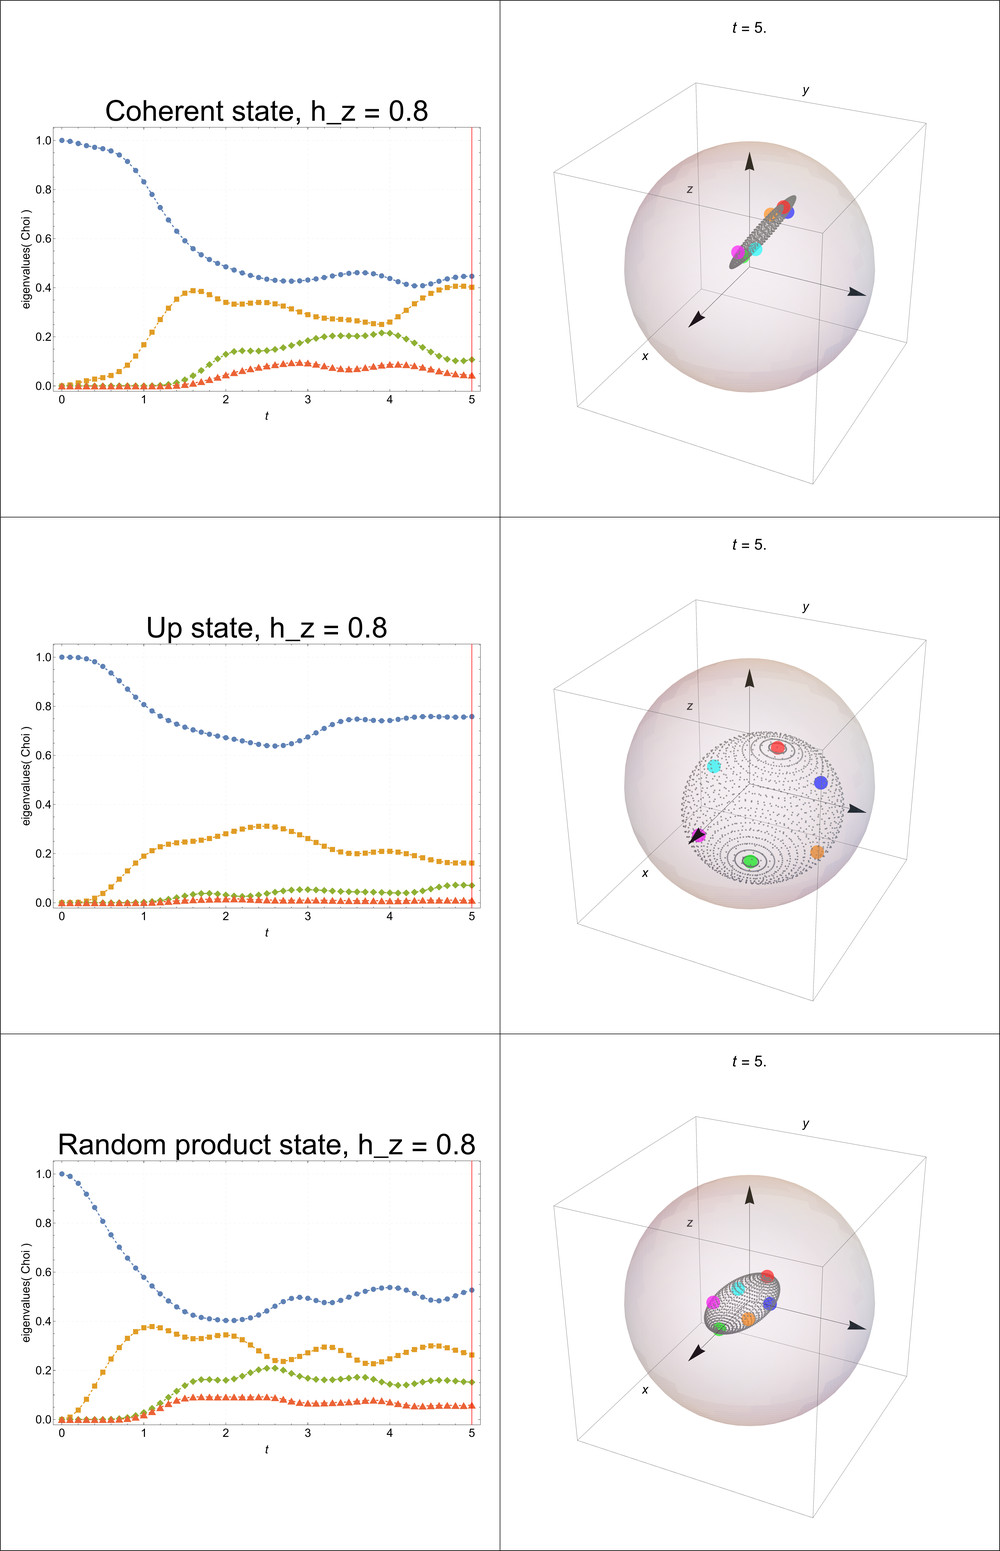 t = 5.
Coherent state, h_z = 0.8
eigenvalues( Choi )
1.0
0.8
0.6
0.4
0.2
0.0
0 1 2 3 4 5
t
y
z
x
t = 5.
Up state, h_z = 0.8
eigenvalues( Choi )
1.0
0.8
0.6
0.4
0.2
0.0
0 1 2 3 4 5
t
y
z
x
t = 5.
Random product state, h_z = 0.8
eigenvalues( Choi )
1.0
0.8
0.6
0.4
0.2
0.0
0 1 2 3 4 5
t
y
z
x